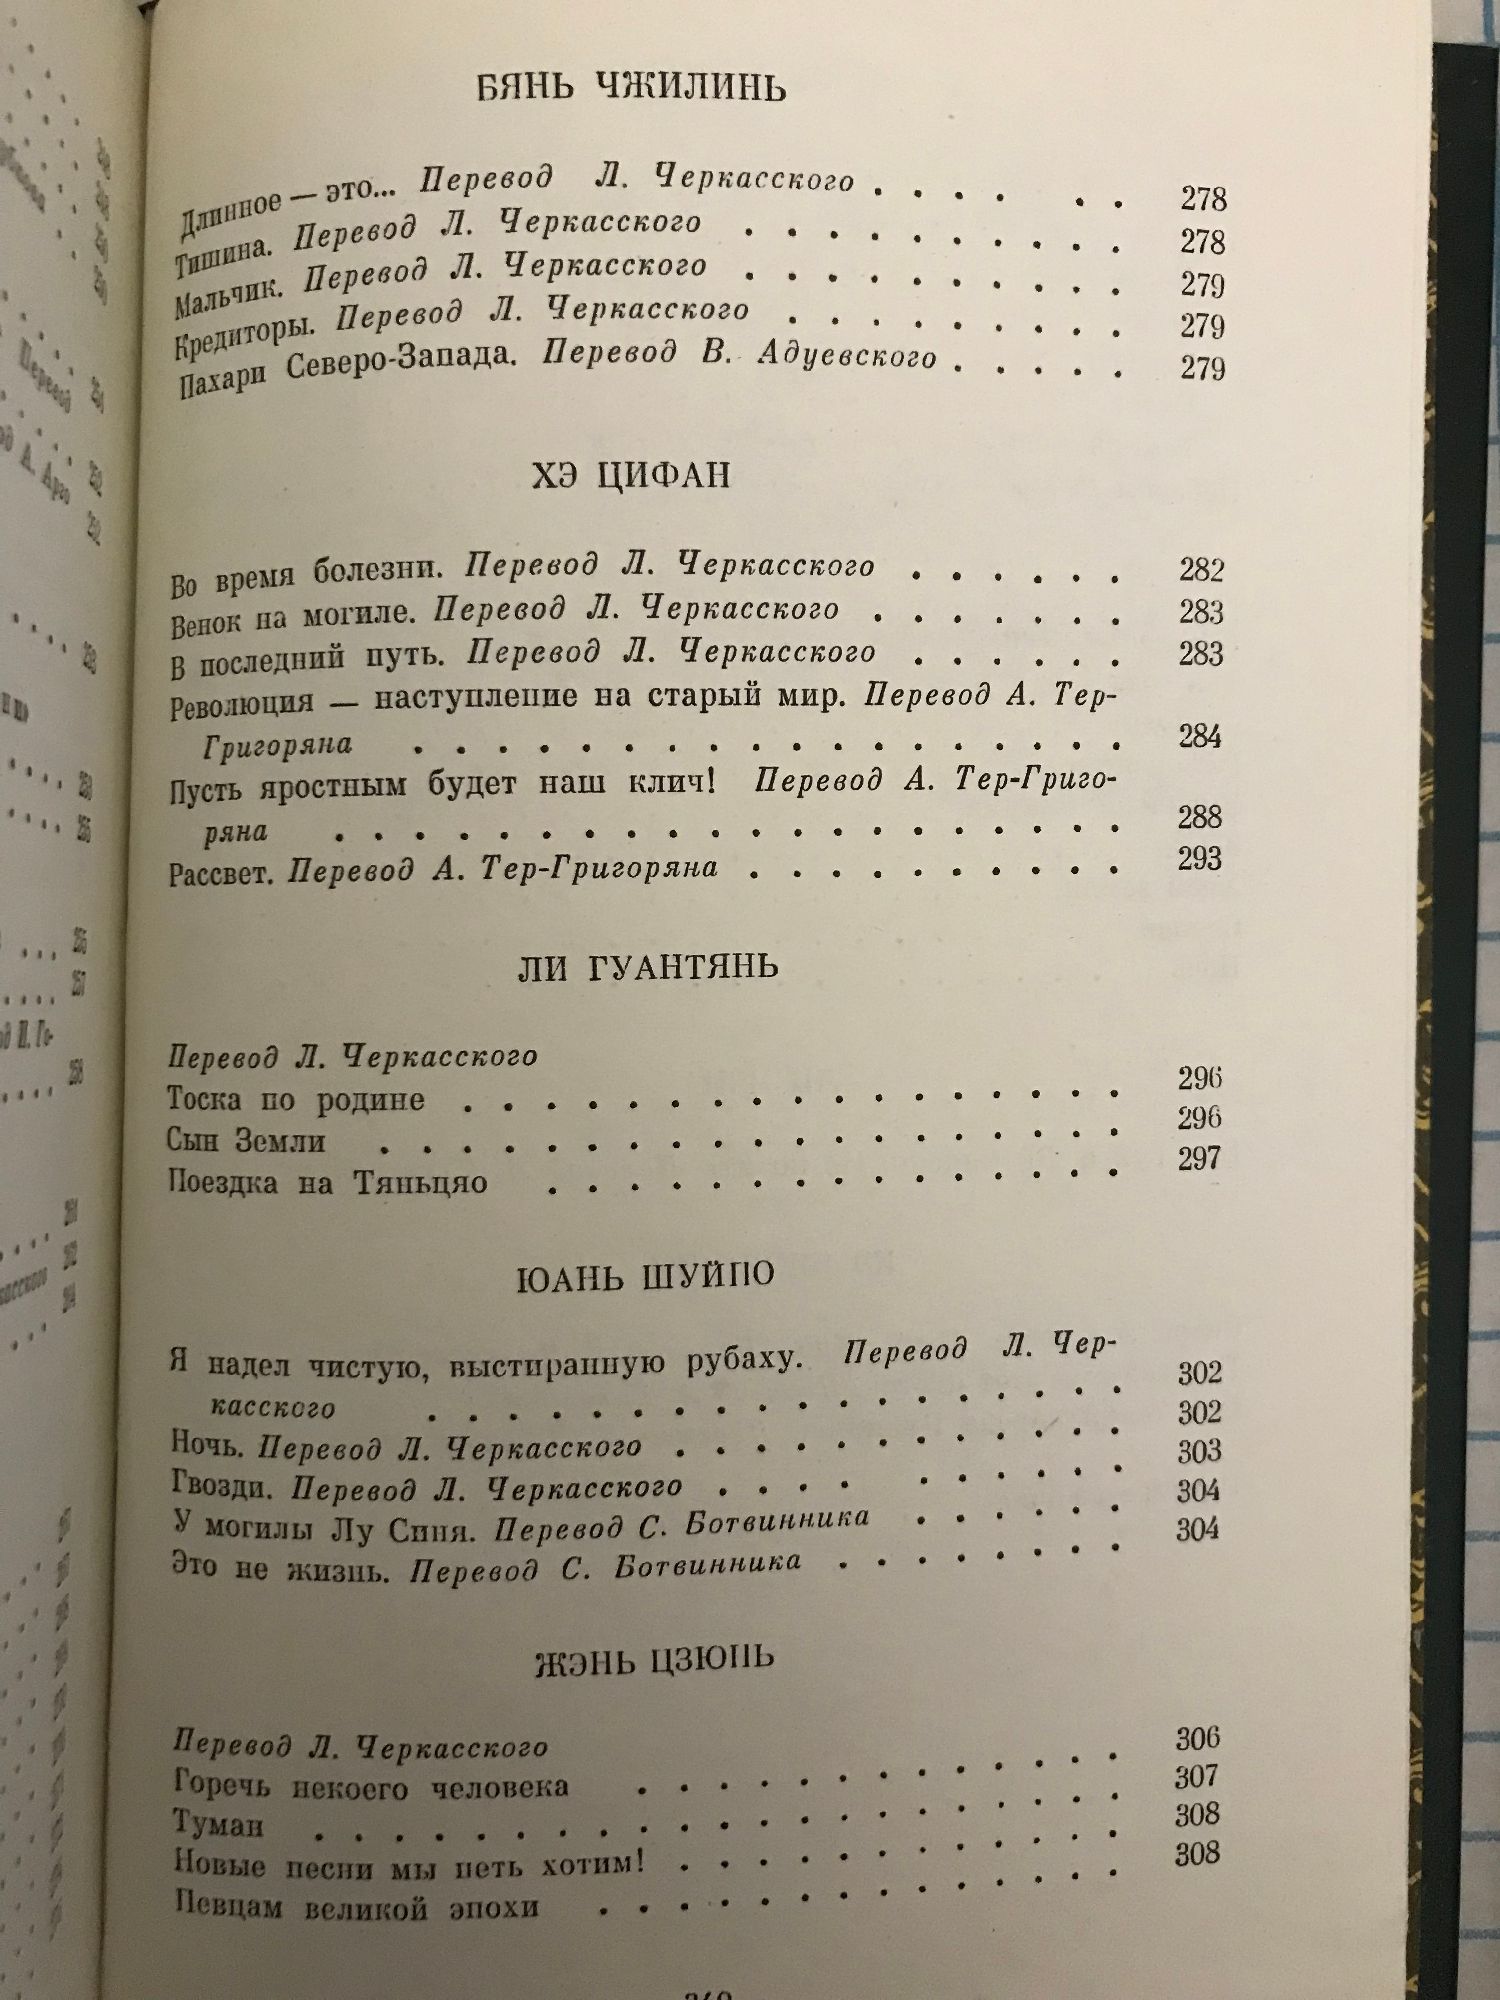 БЯНЬ ЧЖИЛИНЬ
Длинное — это... Перевод Л. Черкасского . . . . . . 278
Тишина. Перевод Л. Черкасского . . . . . . . . . . 278
Мальчик. Перевод Л. Черкасского . . . . . . . . . . 279
Кредиторы. Перевод Л. Черкасского . . . . . . . . . 279
Пахари Северо-Запада. Перевод В. Адуевского . . . . . 279
ХЭ ЦИФАН
Во время болезни. Перевод Л. Черкасского . . . . . . 282
Венок на могиле. Перевод Л. Черкасского . . . . . . . 283
В последний путь. Перевод Л. Черкасского . . . . . . 283
Революция — наступление на старый мир. Перевод А. Тер-
Григоряна . . . . . . . . . . . . . . . . . . 284
Пусть яростным будет наш клич! Перевод А. Тер-Григо-
ряна . . . . . . . . . . . . . . . . . . . . 288
Рассвет. Перевод А. Тер-Григоряна . . . . . . . . . . 293
ЛИ ГУАНТЯНЬ
Перевод Л. Черкасского
Тоска по родине . . . . . . . . . . . . . . . . . 296
Сын Земли . . . . . . . . . . . . . . . . . . . 296
Поездка на Тяньцяо . . . . . . . . . . . . . . . 297
ЮАНЬ ШУЙПО
Я надел чистую, выстиранную рубаху. Перевод Л. Чер-
касского . . . . . . . . . . . . . . . . . . 302
Ночь. Перевод Л. Черкасского . . . . . . . . . . . . 302
Гвозди. Перевод Л. Черкасского . . . . . . . . . . 303
У могилы Лу Синя. Перевод С. Ботвинника . . . . . . 304
Это не жизнь. Перевод С. Ботвинника . . . . . . . . 304
ЖЭНЬ ЦЗЮНЬ
Перевод Л. Черкасского
Горечь некоего человека . . . . . . . . . . . . . 306
Туман . . . . . . . . . . . . . . . . . . . . . 307
Новые песни мы петь хотим! . . . . . . . . . . . . 308
Певцам великой эпохи . . . . . . . . . . . . . . 308